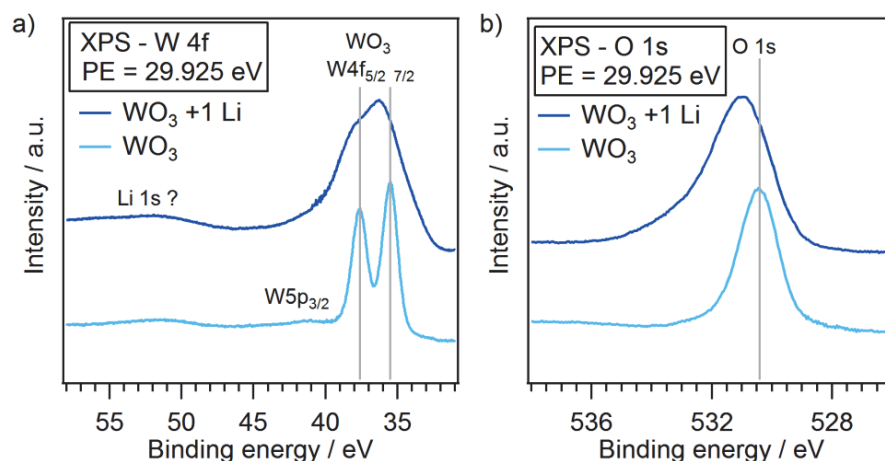 a)
XPS - W 4f
PE = 29.925 eV
WO₃
W4f₅/₂ ₇/₂
WO₃ +1 Li
WO₃
Li 1s ?
W5p₃/₂
Intensity / a.u.
55 50 45 40 35
Binding energy / eV
b)
XPS - O 1s
PE = 29.925 eV
O 1s
WO₃ +1 Li
WO₃
Intensity / a.u.
536 532 528
Binding energy / eV